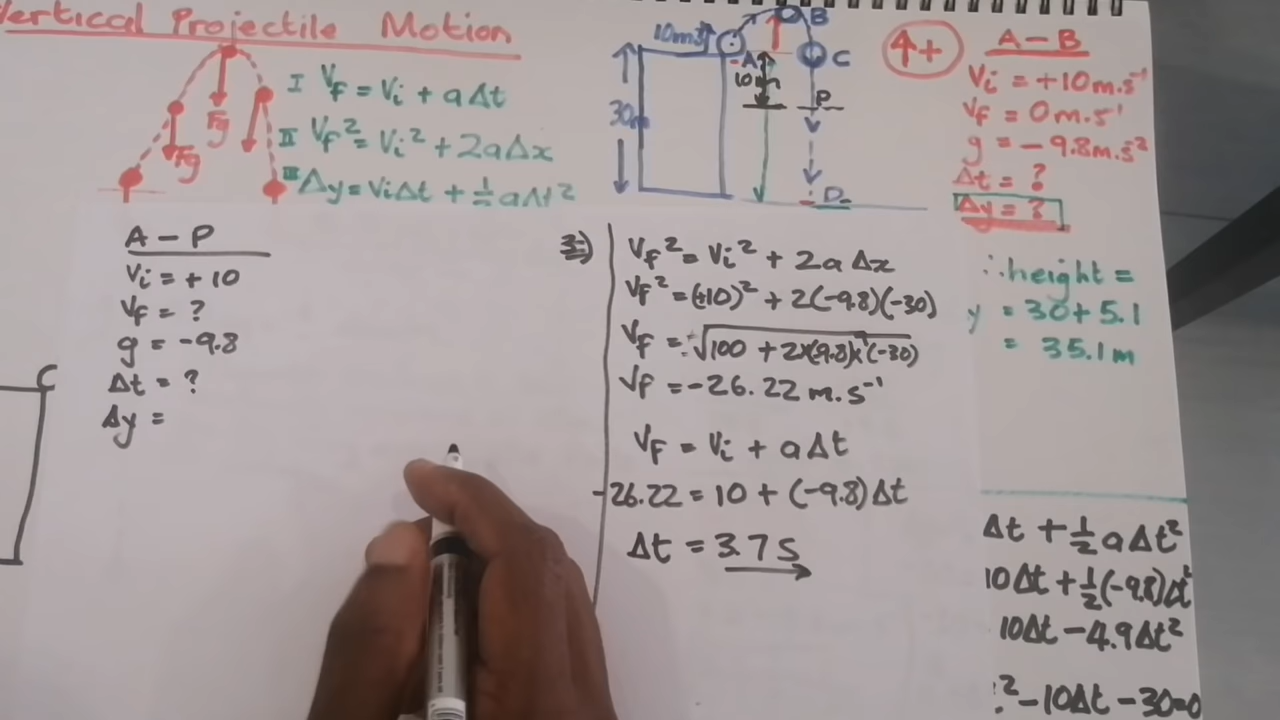 Vertical Projectile Motion
I Vf = Vi + aΔt
II Vf² = Vi² + 2aΔx
III Δy = ViΔt + ½aΔt²
Fg
Fg
10m
30m
A
B
C
10m
P
D
4+
A - B
Vi = +10m.s⁻¹
Vf = 0m.s⁻¹
g = -9.8m.s⁻²
Δt = ?
Δy = ?
∴ height =
y = 30 + 5.1
= 35.1m
A - P
Vi = + 10
Vf = ?
g = -9.8
Δt = ?
Δy =
C
3:)
Vf² = Vi² + 2aΔx
Vf² = (+10)² + 2(-9.8)(-30)
Vf = √100 + 2x(9.8)x(-30)
Vf = -26.22 m.s⁻¹
Vf = Vi + aΔt
-26.22 = 10 + (-9.8)Δt
Δt = 3.7s
Δt + ½aΔt²
10Δt + ½(-9.8)Δt²
10Δt - 4.9Δt²
² - 10Δt - 30=0